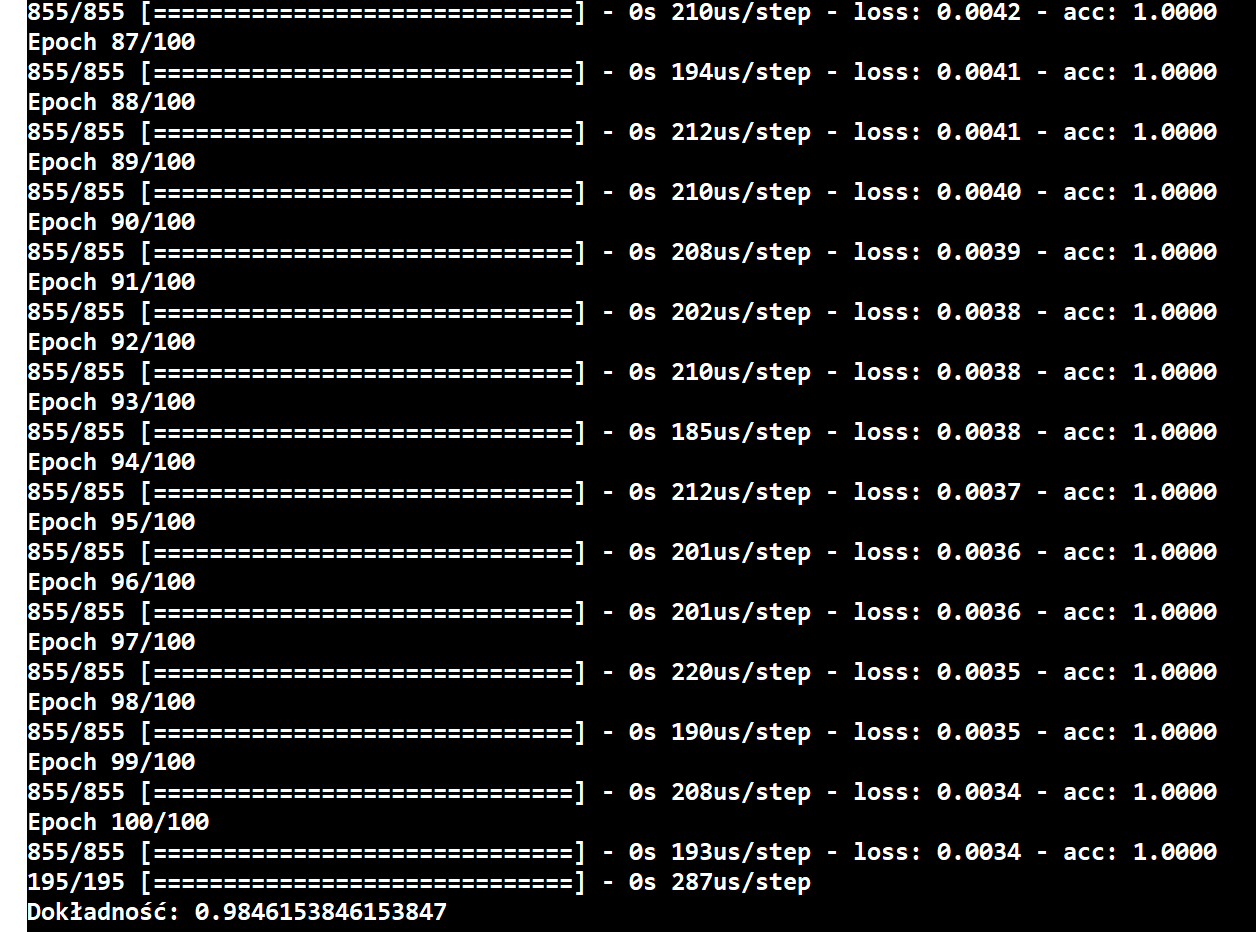 855/855 [==============================] - 0s 210us/step - loss: 0.0042 - acc: 1.0000
Epoch 87/100
855/855 [==============================] - 0s 194us/step - loss: 0.0041 - acc: 1.0000
Epoch 88/100
855/855 [==============================] - 0s 212us/step - loss: 0.0041 - acc: 1.0000
Epoch 89/100
855/855 [==============================] - 0s 210us/step - loss: 0.0040 - acc: 1.0000
Epoch 90/100
855/855 [==============================] - 0s 208us/step - loss: 0.0039 - acc: 1.0000
Epoch 91/100
855/855 [==============================] - 0s 202us/step - loss: 0.0038 - acc: 1.0000
Epoch 92/100
855/855 [==============================] - 0s 210us/step - loss: 0.0038 - acc: 1.0000
Epoch 93/100
855/855 [==============================] - 0s 185us/step - loss: 0.0038 - acc: 1.0000
Epoch 94/100
855/855 [==============================] - 0s 212us/step - loss: 0.0037 - acc: 1.0000
Epoch 95/100
855/855 [==============================] - 0s 201us/step - loss: 0.0036 - acc: 1.0000
Epoch 96/100
855/855 [==============================] - 0s 201us/step - loss: 0.0036 - acc: 1.0000
Epoch 97/100
855/855 [==============================] - 0s 220us/step - loss: 0.0035 - acc: 1.0000
Epoch 98/100
855/855 [==============================] - 0s 190us/step - loss: 0.0035 - acc: 1.0000
Epoch 99/100
855/855 [==============================] - 0s 208us/step - loss: 0.0034 - acc: 1.0000
Epoch 100/100
855/855 [==============================] - 0s 193us/step - loss: 0.0034 - acc: 1.0000
195/195 [==============================] - 0s 287us/step
Dokładność: 0.9846153846153847